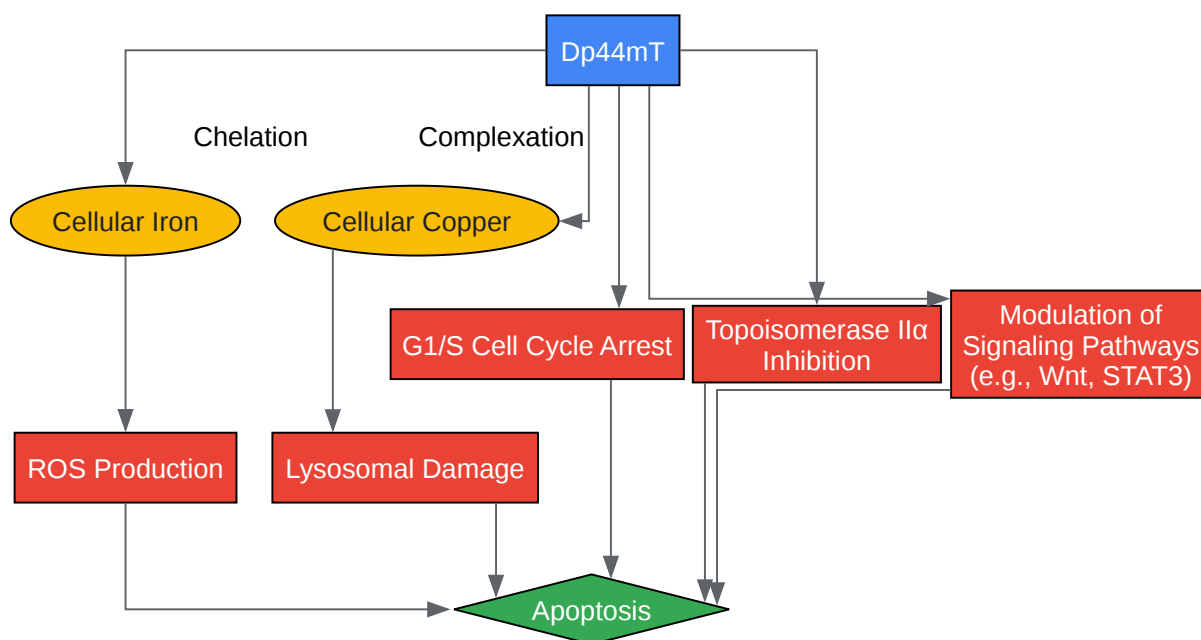 Dp44mT
Chelation
Complexation
Cellular Iron
Cellular Copper
G1/S Cell Cycle Arrest
Topoisomerase IIα
Inhibition
Modulation of
Signaling Pathways
(e.g., Wnt, STAT3)
ROS Production
Lysosomal Damage
Apoptosis